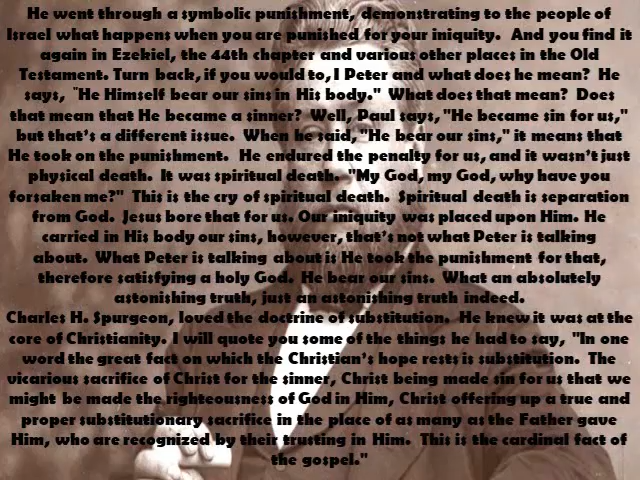 He went through a symbolic punishment, demonstrating to the people of
Israel what happens when you are punished for your iniquity.  And you find it
again in Ezekiel, the 44th chapter and various other places in the Old
Testament. Turn back, if you would to, I Peter and what does he mean?  He
says, "He Himself bear our sins in His body."  What does that mean?  Does
that mean that He became a sinner?  Well, Paul says, "He became sin for us,"
but that's a different issue.  When he said, "He bear our sins," it means that
He took on the punishment.  He endured the penalty for us, and it wasn't just
physical death.  It was spiritual death.  "My God, my God, why have you
forsaken me?"  This is the cry of spiritual death.  Spiritual death is separation
from God.  Jesus bore that for us. Our iniquity was placed upon Him. He
carried in His body our sins, however, that's not what Peter is talking
about.  What Peter is talking about is He took the punishment for that,
therefore satisfying a holy God.  He bear our sins.  What an absolutely
astonishing truth, just an astonishing truth indeed.
Charles H. Spurgeon, loved the doctrine of substitution.  He knew it was at the
core of Christianity. I will quote you some of the things he had to say,  "In one
word the great fact on which the Christian's hope rests is substitution.  The
vicarious sacrifice of Christ for the sinner, Christ being made sin for us that we
might be made the righteousness of God in Him, Christ offering up a true and
proper substitutionary sacrifice in the place of as many as the Father gave
Him, who are recognized by their trusting in Him.  This is the cardinal fact of
the gospel."